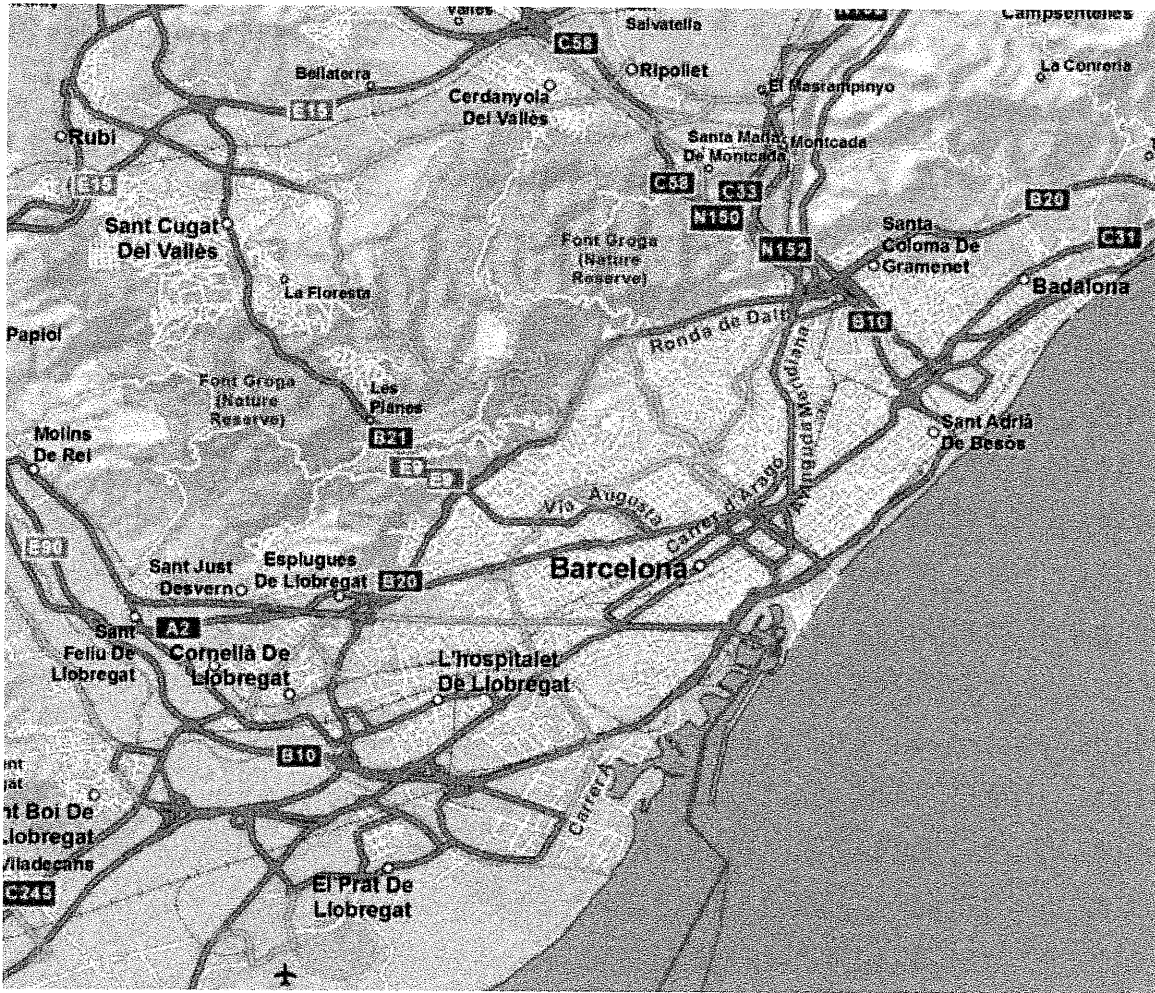 C58
Salvatella
Campsentelles
Ripollet
La Conreria
Bellaterra
Cerdanyola
Del Vallès
El Masrampinyo
E15
Rubí
Santa Maria
De Montcada
Montcada
E15
C58
C33
B20
N150
Sant Cugat
Del Vallès
Santa
Coloma De
Gramenet
C31
Font Groga
(Nature
Reserve)
N152
La Floresta
Badalona
Papiol
Ronda de Dalt
B10
Font Groga
(Nature
Reserve)
Les
Planes
Avinguda Meridiana
Molins
De Rei
B21
Sant Adrià
De Besòs
E9
E9
Via Augusta
Carrer d'Aragó
E90
Sant Just
Desvern
Esplugues
De Llobregat
B20
Barcelona
A2
Sant
Feliu De
Llobregat
Cornellà De
Llobregat
L'hospitalet
De Llobregat
B10
nt Boi De
Llobregat
Carrer A
Viladecans
C245
El Prat De
Llobregat